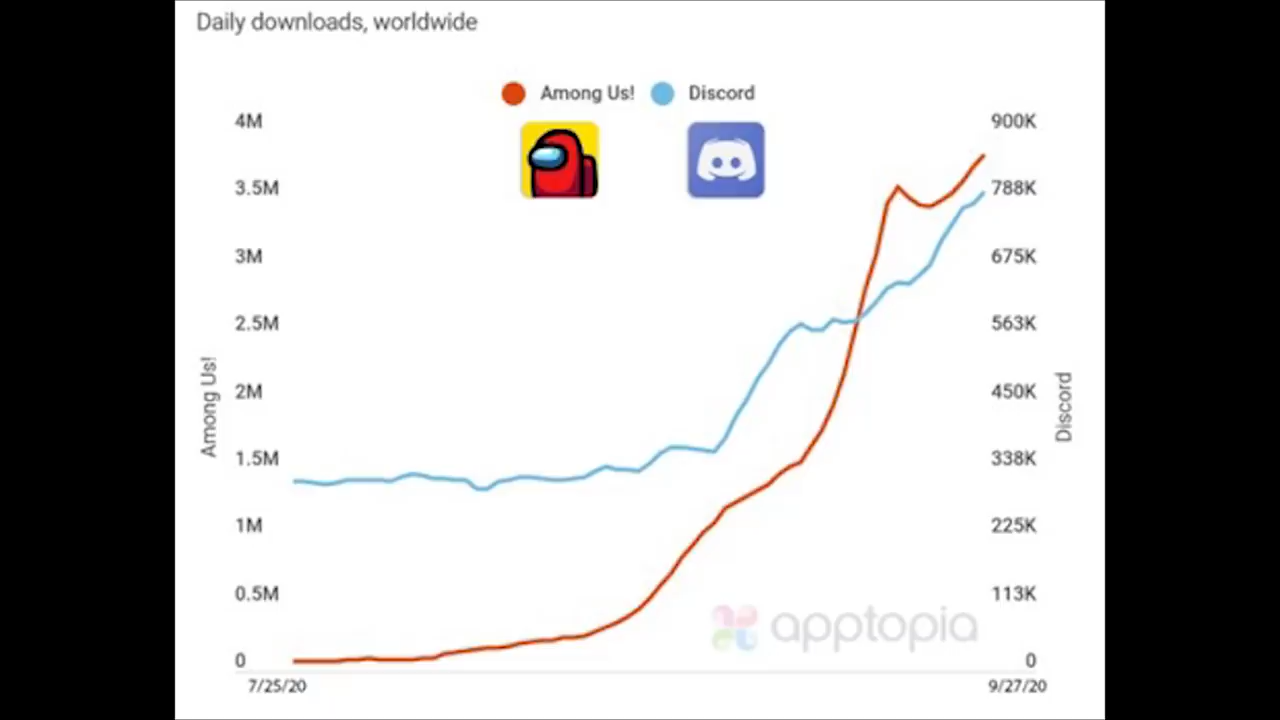 Daily downloads, worldwide
Among Us! Discord
4M 900K
3.5M 788K
3M 675K
2.5M 563K
2M 450K
1.5M 338K
1M 225K
0.5M 113K
0 0
Among Us!
Discord
apptopia
7/25/20 9/27/20